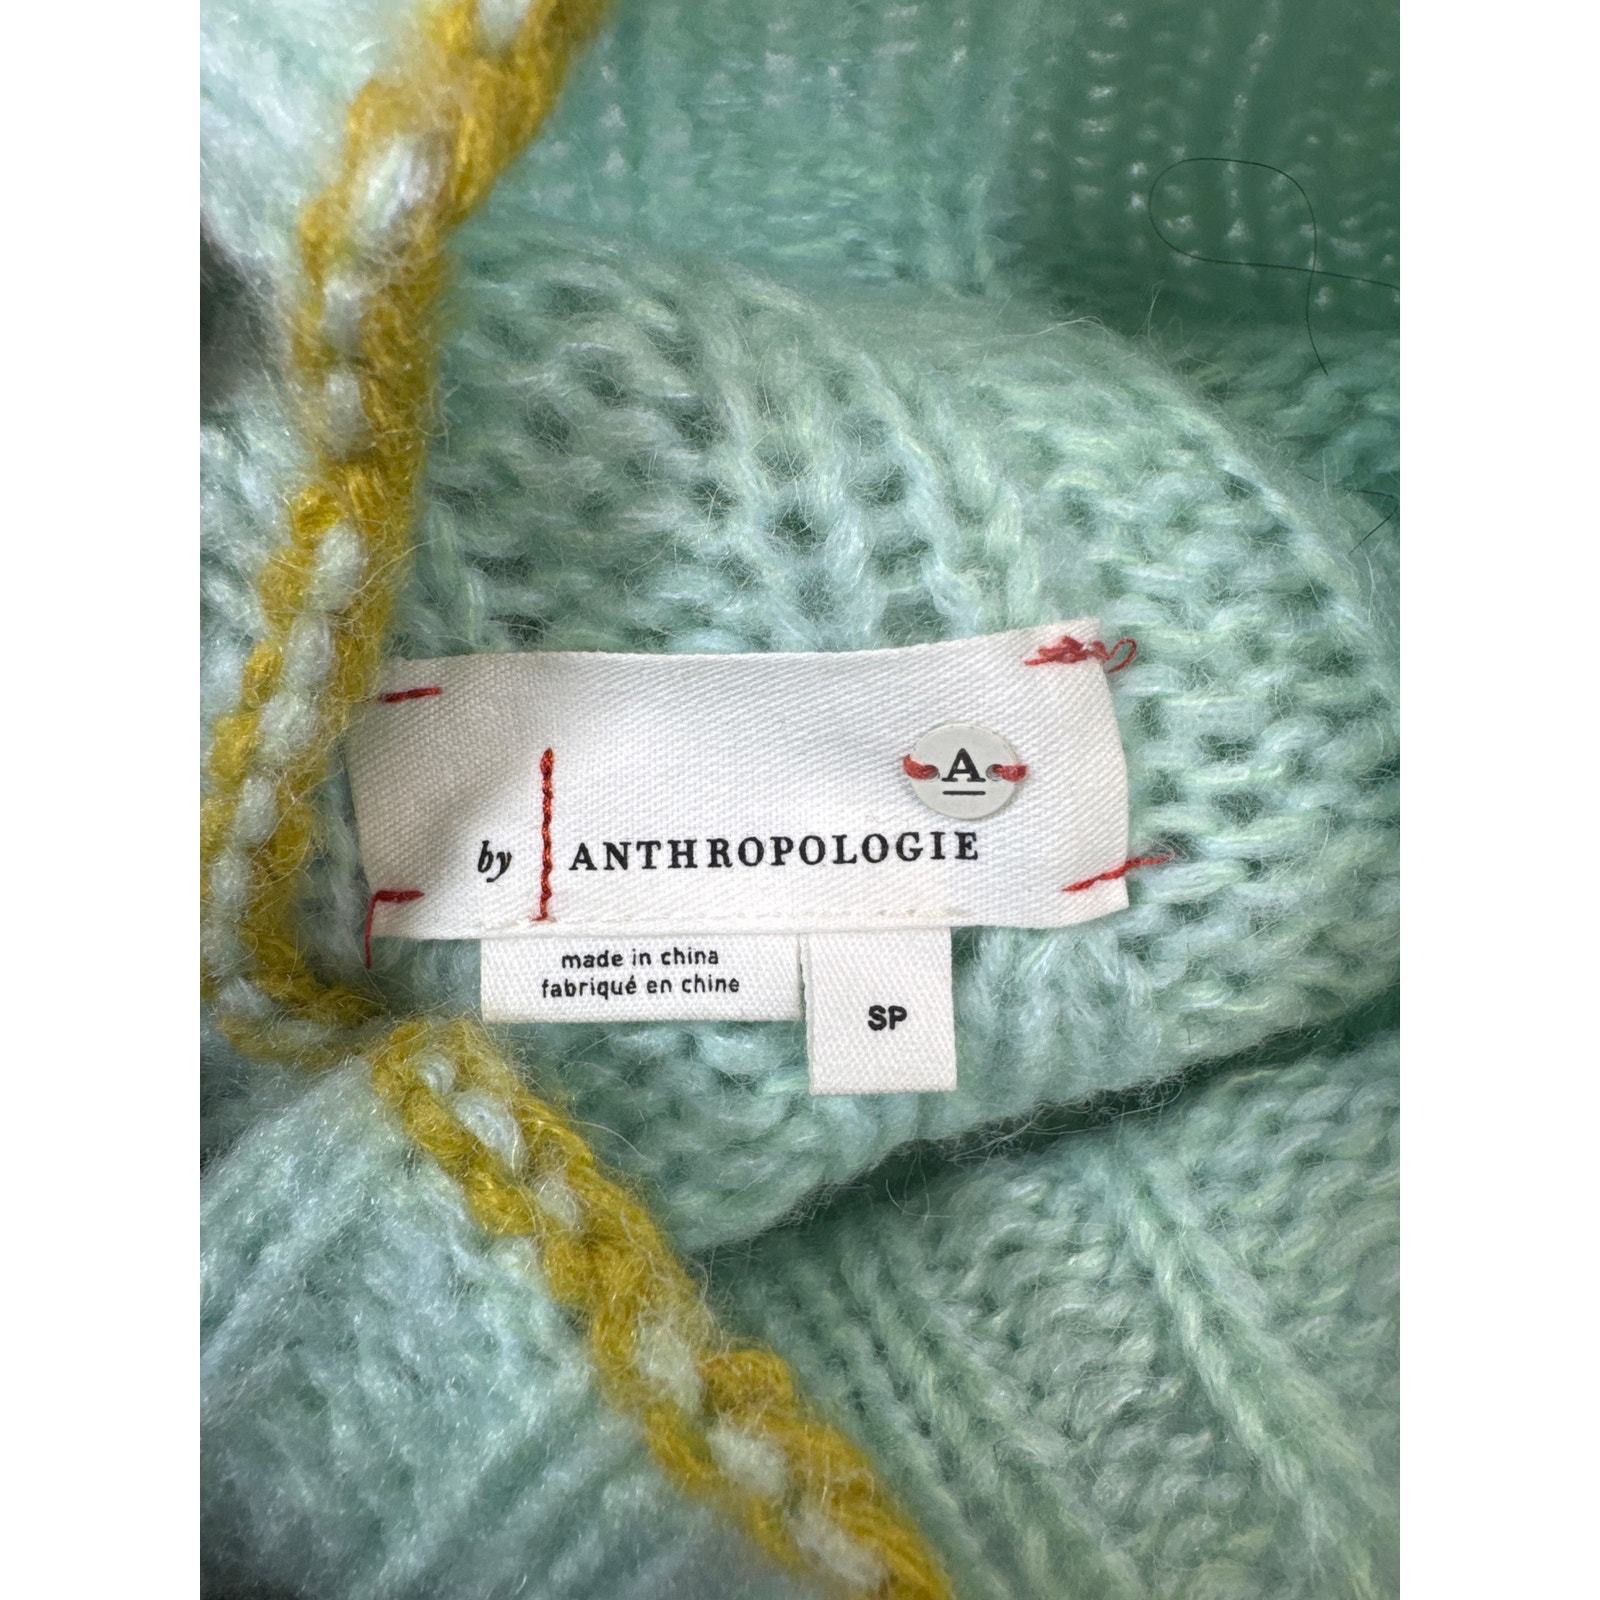 A
by ANTHROPOLOGIE
made in china
fabriqué en chine
SP